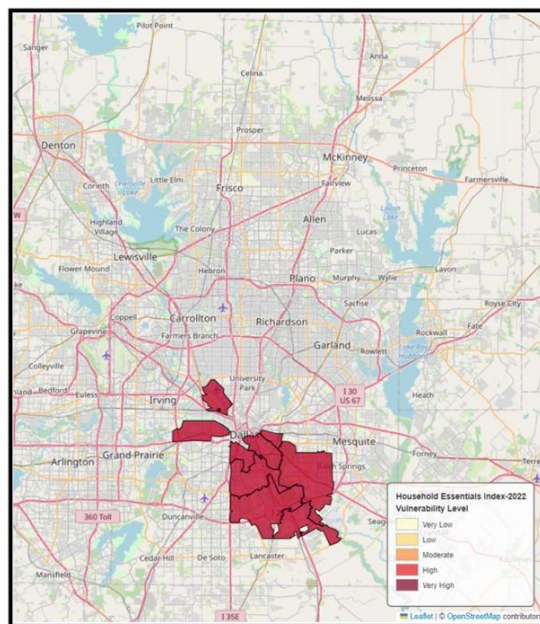 Pilot Point
Sanger
Anna
Celina
Melissa
Prosper
Denton
McKinney
Princeton
Farmersville
Corinth
Little Elm
Frisco
Fairview
Highland
Village
Allen
Lucas
The Colony
Parker
Lewisville
Flower Mound
Hebron
Plano
Murphy
Wylie
Lavon
Sachse
Royse City
Coppell
Carrollton
Richardson
Grapevine
Farmers Branch
Garland
Rowlett
Rockwall
Fate
Colleyville
University
Park
Heath
Bedford
Euless
Irving
I 30
US 67
Mesquite
Forney
Arlington
Grand Prairie
Duncanville
360 Toll
Cedar Hill
De Soto
Lancaster
Mansfield
I 35E
Household Essentials Index-2022
Vulnerability Level
Very Low
Low
Moderate
High
Very High
Leaflet | © OpenStreetMap contributors